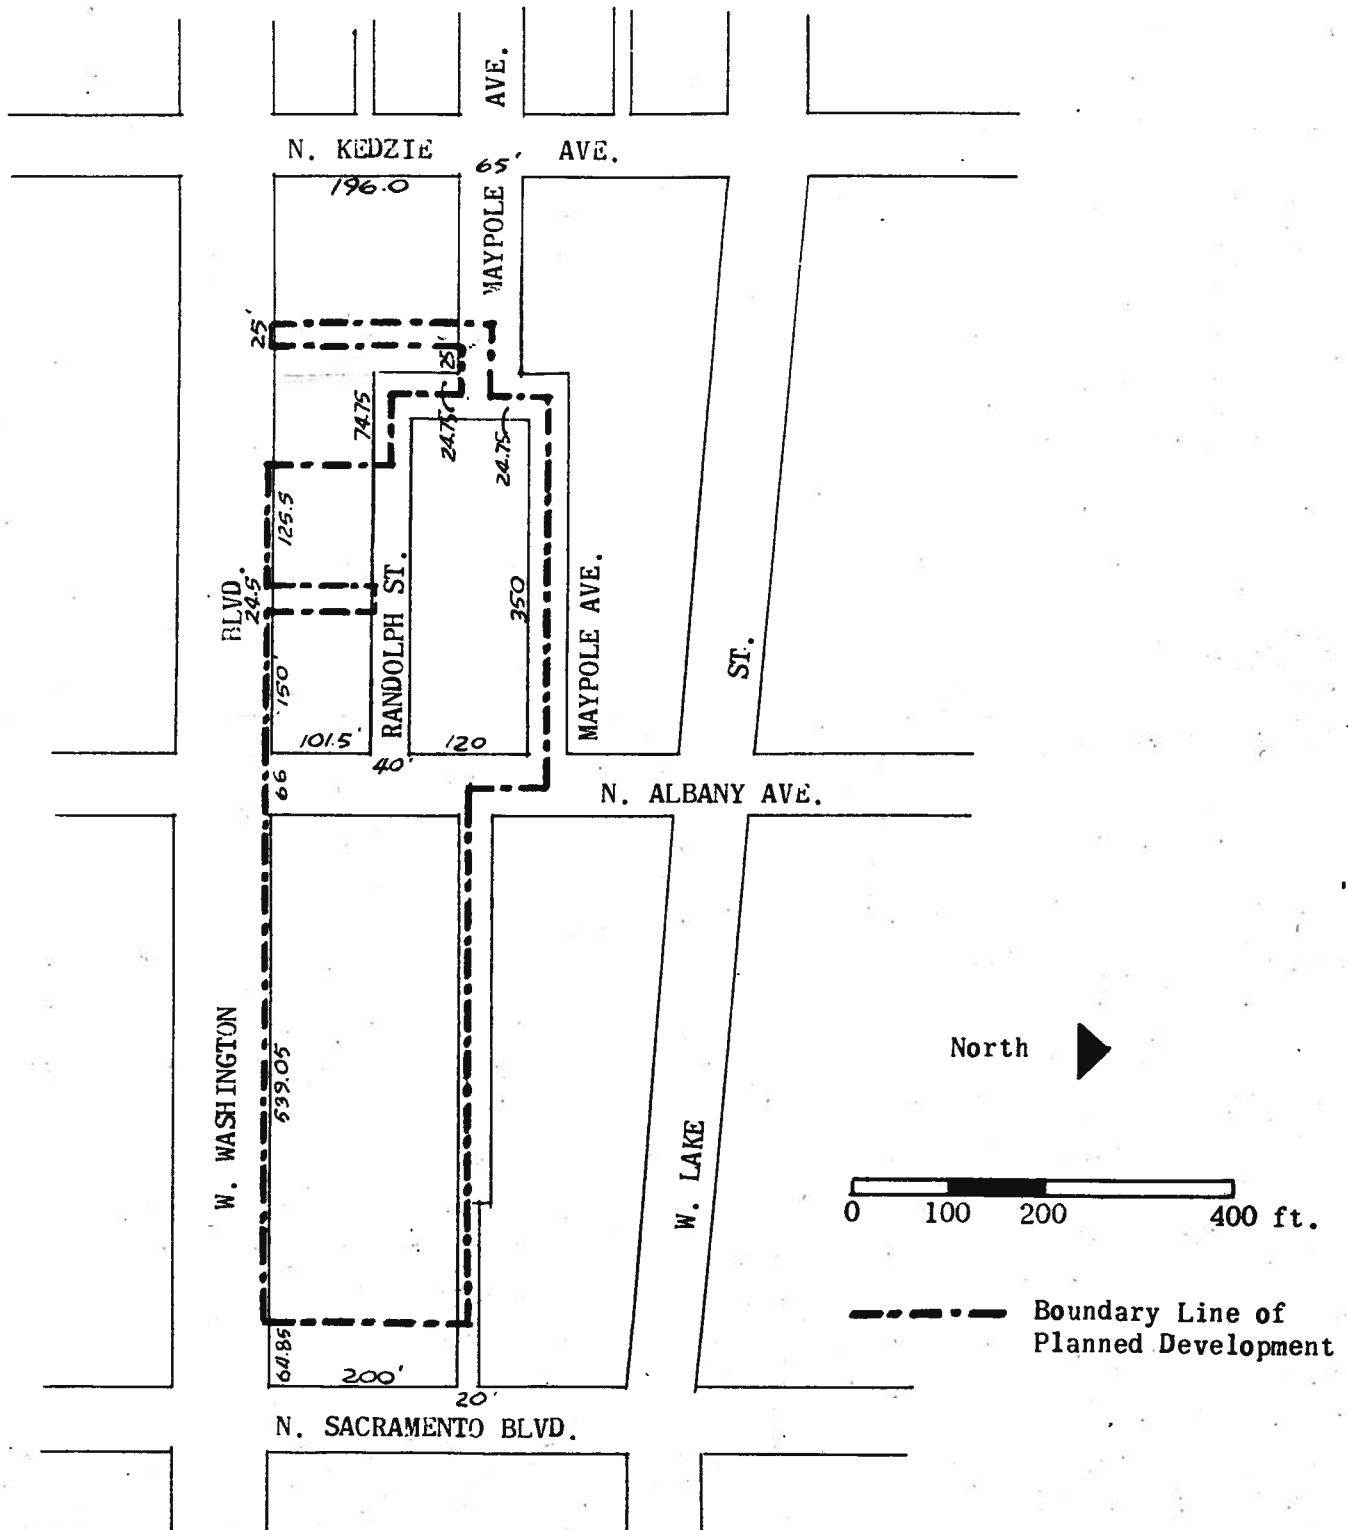 AVE.
N. KEDZIE AVE.
65'
196.0
MAYPOLE
25'
25'
74.75
24.75
24.75
125.5
BLVD.
24.5
RANDOLPH ST.
350
MAYPOLE AVE.
ST.
150'
101.5'
120
40'
66
N. ALBANY AVE.
W. WASHINGTON
539.05
North
W. LAKE
0 100 200 400 ft.
Boundary Line of
Planned Development
64.85
200'
20'
N. SACRAMENTO BLVD.